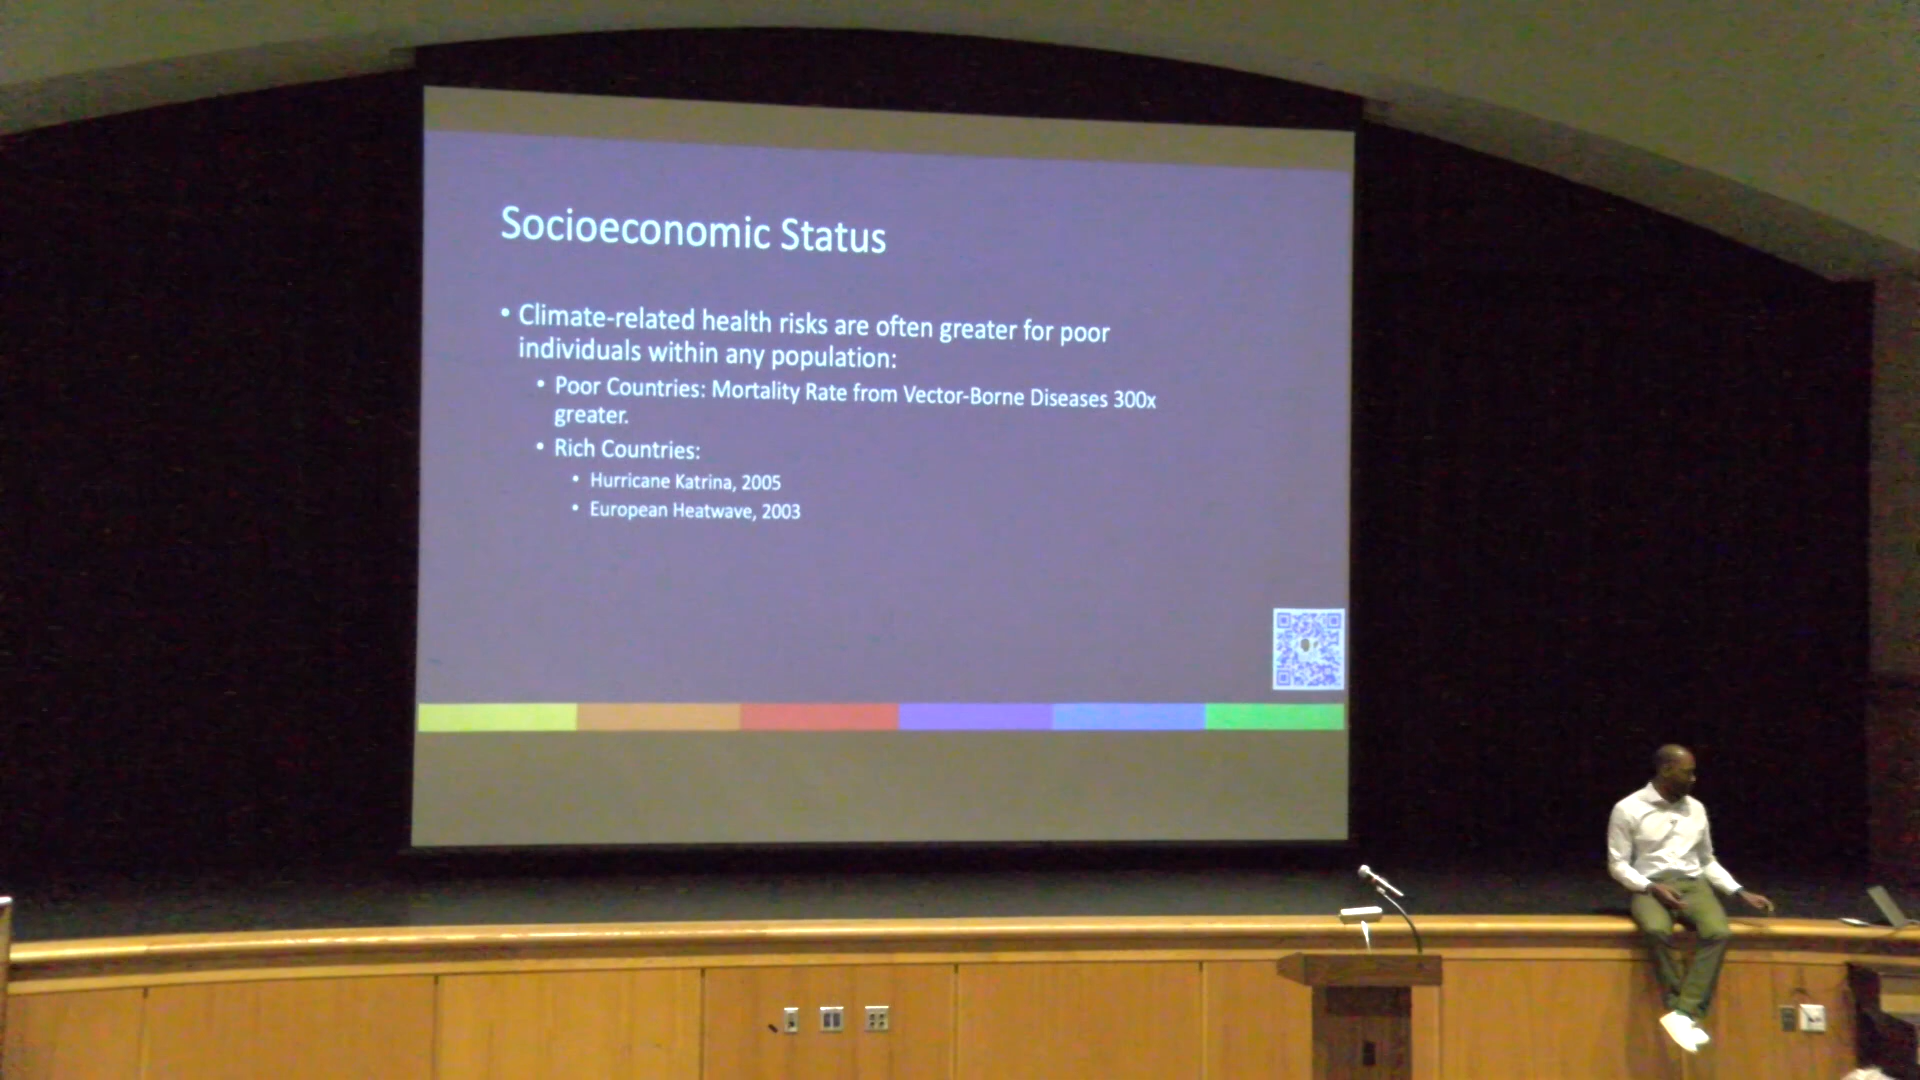 Socioeconomic Status
• Climate-related health risks are often greater for poor
individuals within any population:
• Poor Countries: Mortality Rate from Vector-Borne Diseases 300x
greater.
• Rich Countries:
• Hurricane Katrina, 2005
• European Heatwave, 2003